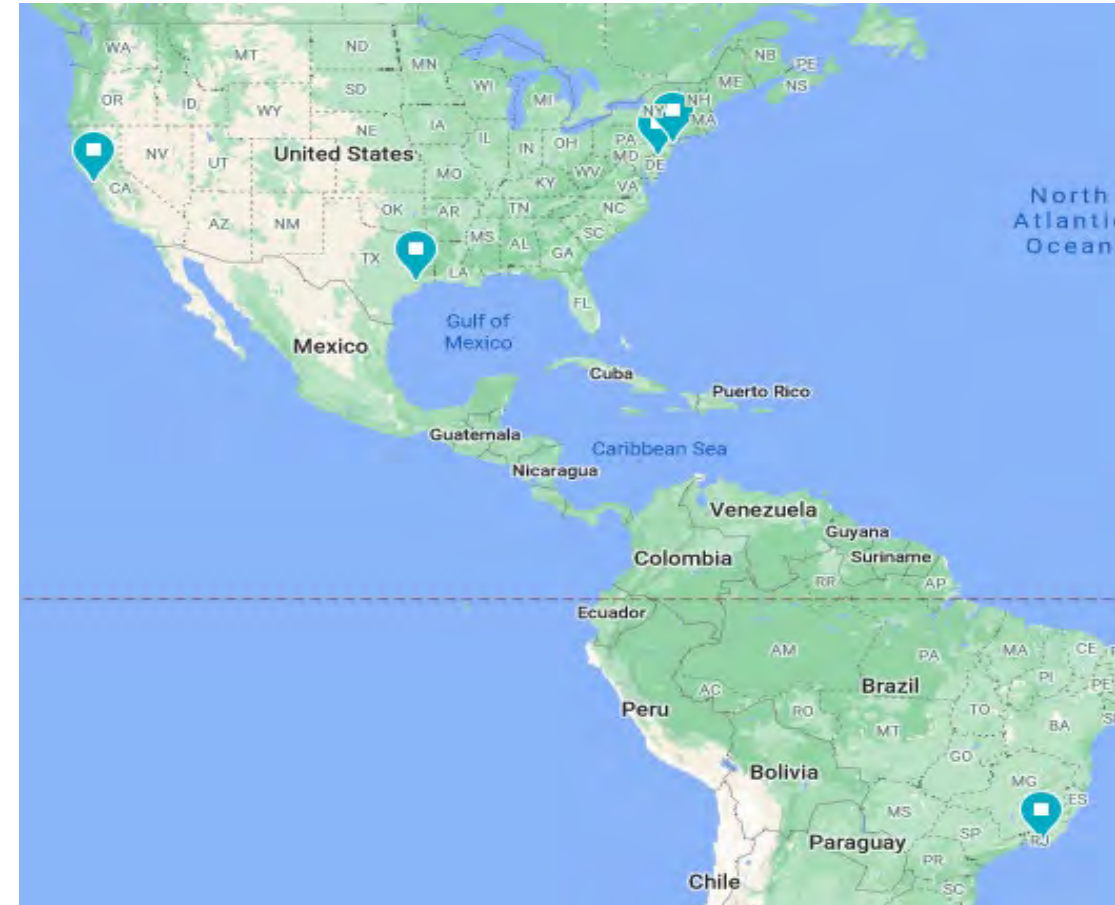 WA
MT
ND
MN
NB
PE
OR
ID
SD
WI
MI
ME
NS
WY
NY
NH
MA
NE
IA
IL
IN
OH
PA
MD
NV
UT
United States
MO
KY
WV
DE
VA
CA
AZ
NM
OK
AR
TN
NC
SC
MS
AL
GA
TX
LA
FL
North
Atlantic
Ocean
Gulf of
Mexico
Mexico
Cuba
Puerto Rico
Guatemala
Caribbean Sea
Nicaragua
Venezuela
Guyana
Colombia
Suriname
RR
AP
Ecuador
AM
PA
MA
CE
AC
Brazil
PI
PE
Peru
RO
TO
MT
BA
GO
Bolivia
MG
ES
MS
SP
RJ
Paraguay
PR
Chile
SC